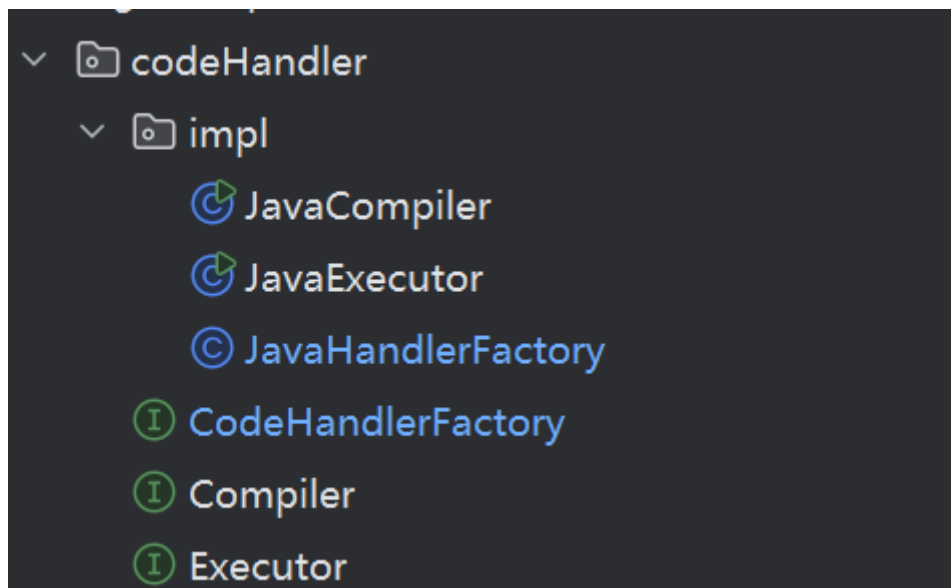 codeHandler
impl
JavaCompiler
JavaExecutor
JavaHandlerFactory
CodeHandlerFactory
Compiler
Executor